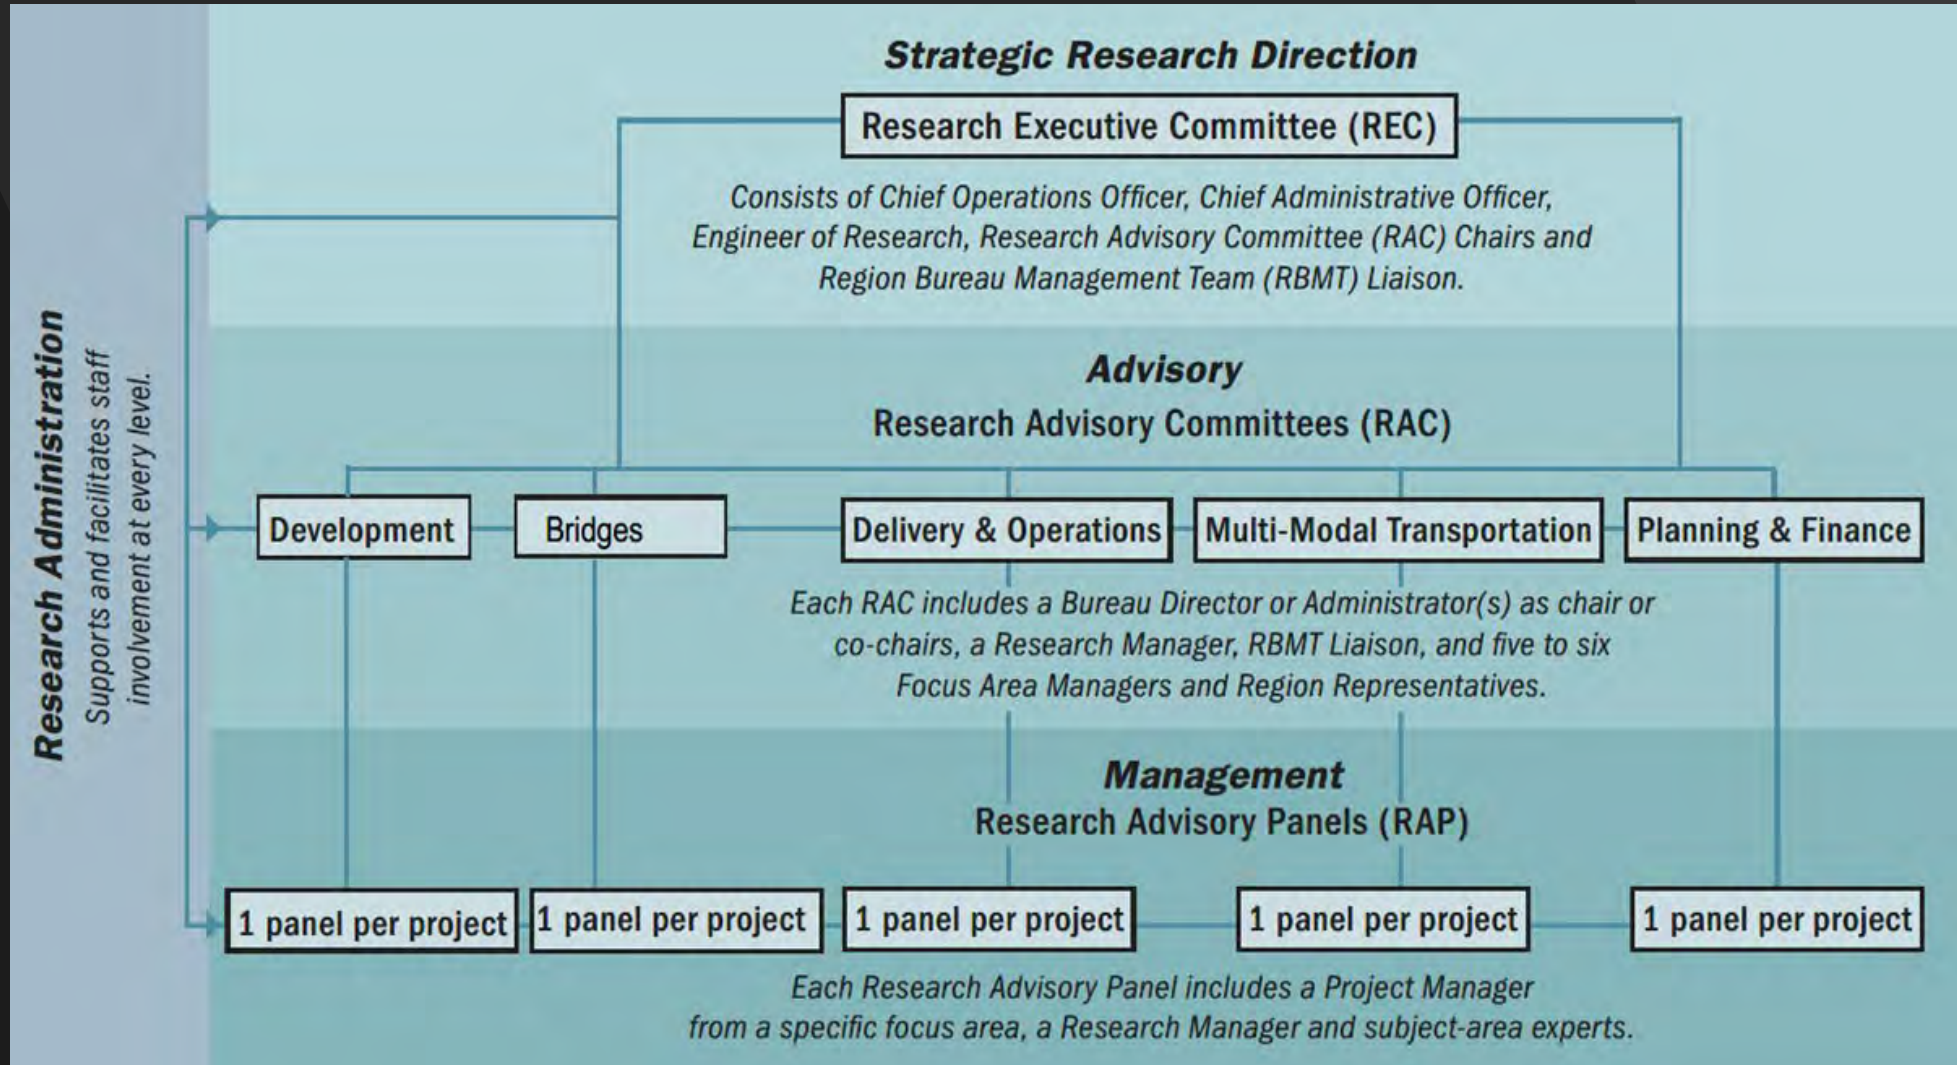 Strategic Research Direction
Research Executive Committee (REC)
Consists of Chief Operations Officer, Chief Administrative Officer,
Engineer of Research, Research Advisory Committee (RAC) Chairs and
Region Bureau Management Team (RBMT) Liaison.
Research Administration
Supports and facilitates staff
involvement at every level.
Advisory
Research Advisory Committees (RAC)
Development
Bridges
Delivery & Operations
Multi-Modal Transportation
Planning & Finance
Each RAC includes a Bureau Director or Administrator(s) as chair or
co-chairs, a Research Manager, RBMT Liaison, and five to six
Focus Area Managers and Region Representatives.
Management
Research Advisory Panels (RAP)
1 panel per project
1 panel per project
1 panel per project
1 panel per project
1 panel per project
Each Research Advisory Panel includes a Project Manager
from a specific focus area, a Research Manager and subject-area experts.